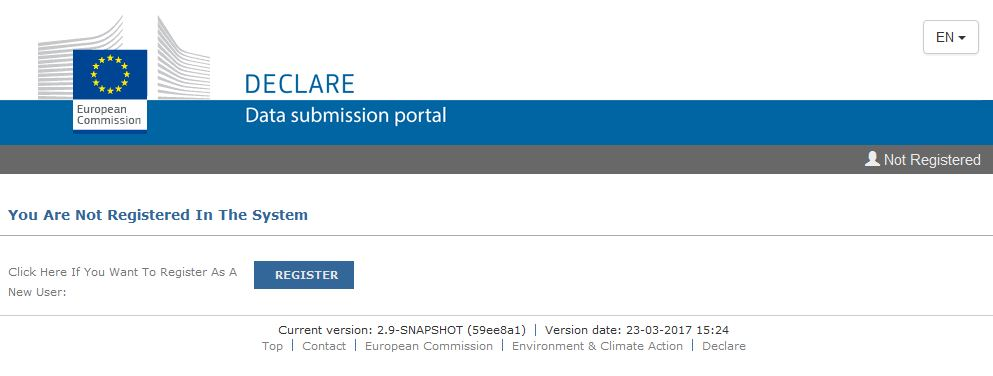 EN
DECLARE
European
Commission
Data submission portal
Not Registered
You Are Not Registered In The System
Click Here If You Want To Register As A
New User:
REGISTER
Current version: 2.9-SNAPSHOT (59ee8a1) | Version date: 23-03-2017 15:24
Top | Contact | European Commission | Environment & Climate Action | Declare